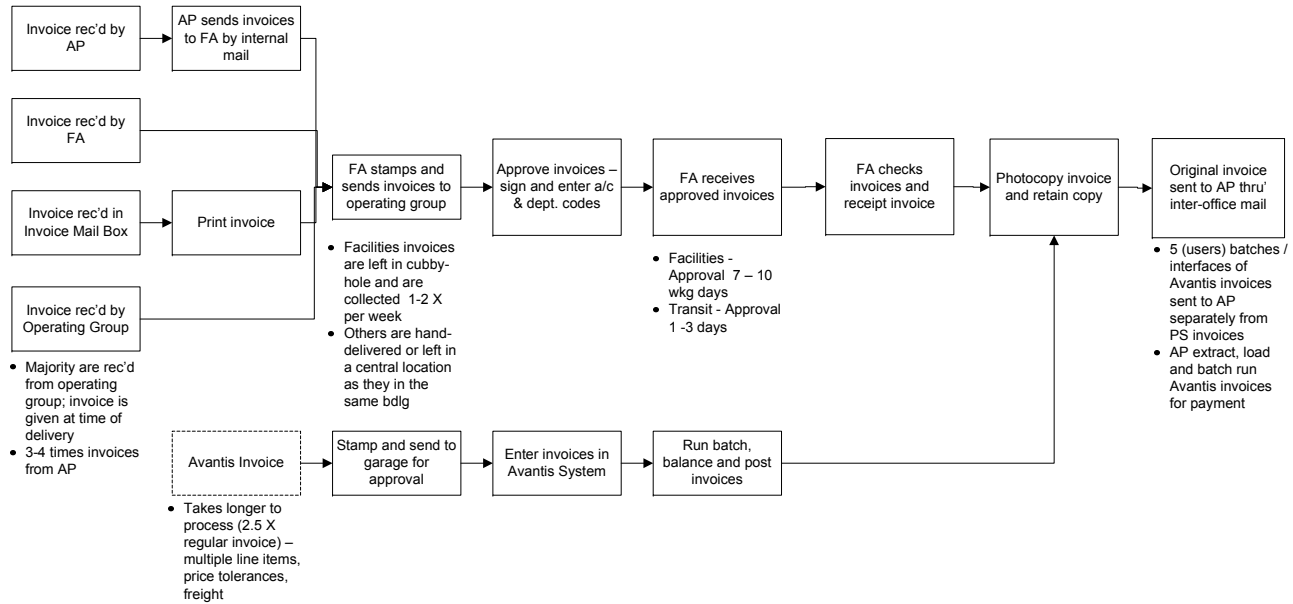 Invoice rec'd by
AP
AP sends invoices
to FA by internal
mail
Invoice rec'd by
FA
Invoice rec'd in
Invoice Mail Box
Print invoice
Invoice rec'd by
Operating Group
• Majority are rec'd
from operating
group; invoice is
given at time of
delivery
• 3-4 times invoices
from AP
FA stamps and
sends invoices to
operating group
• Facilities invoices
are left in cubby-
hole and are
collected 1-2 X
per week
• Others are hand-
delivered or left in
a central location
as they in the
same bdlg
Approve invoices –
sign and enter a/c
& dept. codes
FA receives
approved invoices
• Facilities -
Approval 7 – 10
wkg days
• Transit - Approval
1 -3 days
FA checks
invoices and
receipt invoice
Photocopy invoice
and retain copy
Original invoice
sent to AP thru'
inter-office mail
• 5 (users) batches /
interfaces of
Avantis invoices
sent to AP
separately from
PS invoices
• AP extract, load
and batch run
Avantis invoices
for payment
Avantis Invoice
• Takes longer to
process (2.5 X
regular invoice) –
multiple line items,
price tolerances,
freight
Stamp and send to
garage for
approval
Enter invoices in
Avantis System
Run batch,
balance and post
invoices